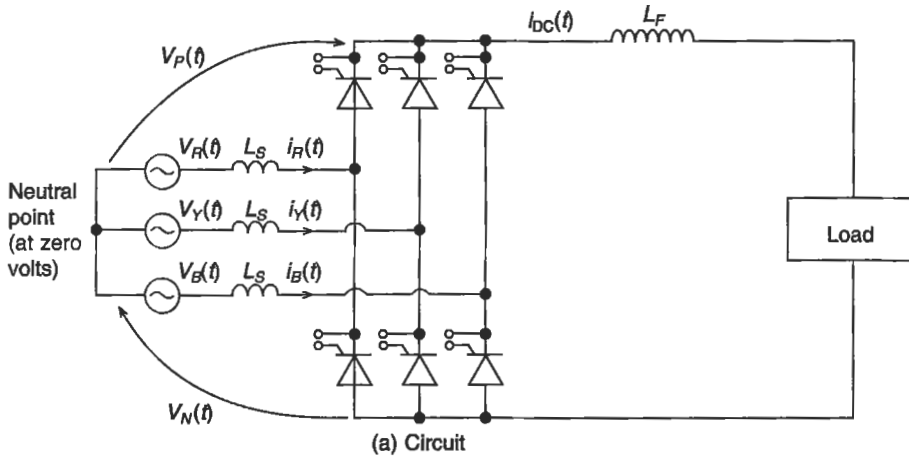 i_DC(t)
L_F
V_P(t)
V_R(t) L_S i_R(t)
Neutral
point
(at zero
volts)
V_Y(t) L_S i_Y(t)
Load
V_B(t) L_S i_B(t)
V_N(t)
(a) Circuit